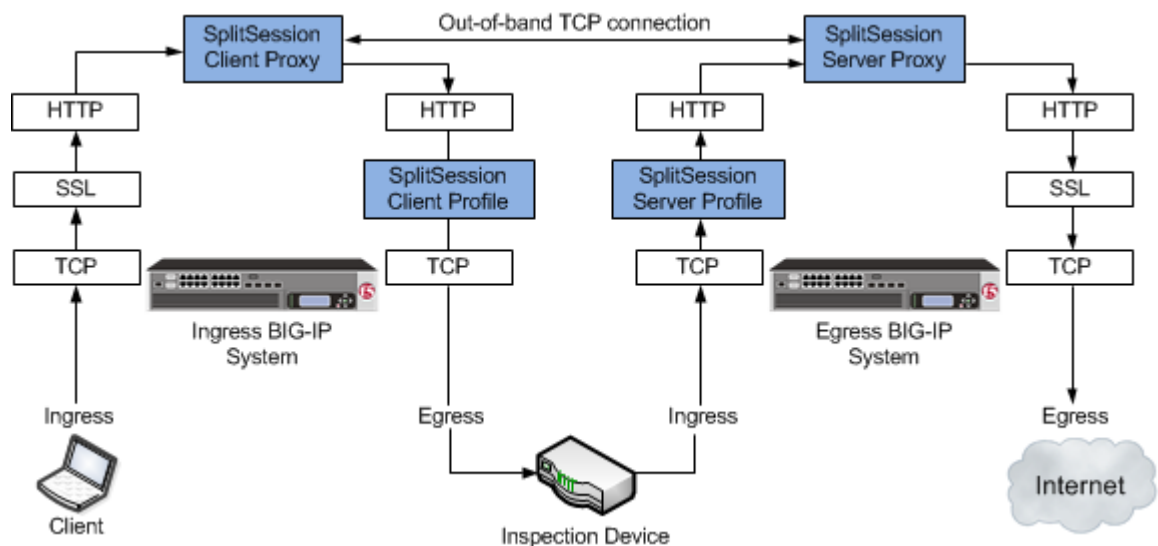 Out-of-band TCP connection
SplitSession
Client Proxy
SplitSession
Server Proxy
HTTP
HTTP
HTTP
HTTP
SSL
SplitSession
Client Profile
SplitSession
Server Profile
SSL
TCP
TCP
TCP
TCP
Ingress BIG-IP
System
Egress BIG-IP
System
Ingress
Egress
Ingress
Egress
Client
Inspection Device
Internet